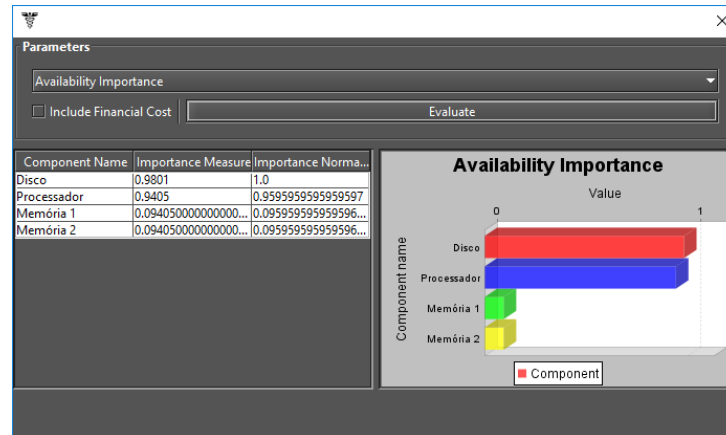 Parameters
Availability Importance
Include Financial Cost
Evaluate
Component Name Importance Measure Importance Norma...
Disco 0.9801 1.0
Processador 0.9405 0.9595959595959597
Memória 1 0.094050000000000... 0.095959595959596...
Memória 2 0.094050000000000... 0.095959595959596...
Availability Importance
Value
0 1
Component name
Disco
Processador
Memória 1
Memória 2
Component